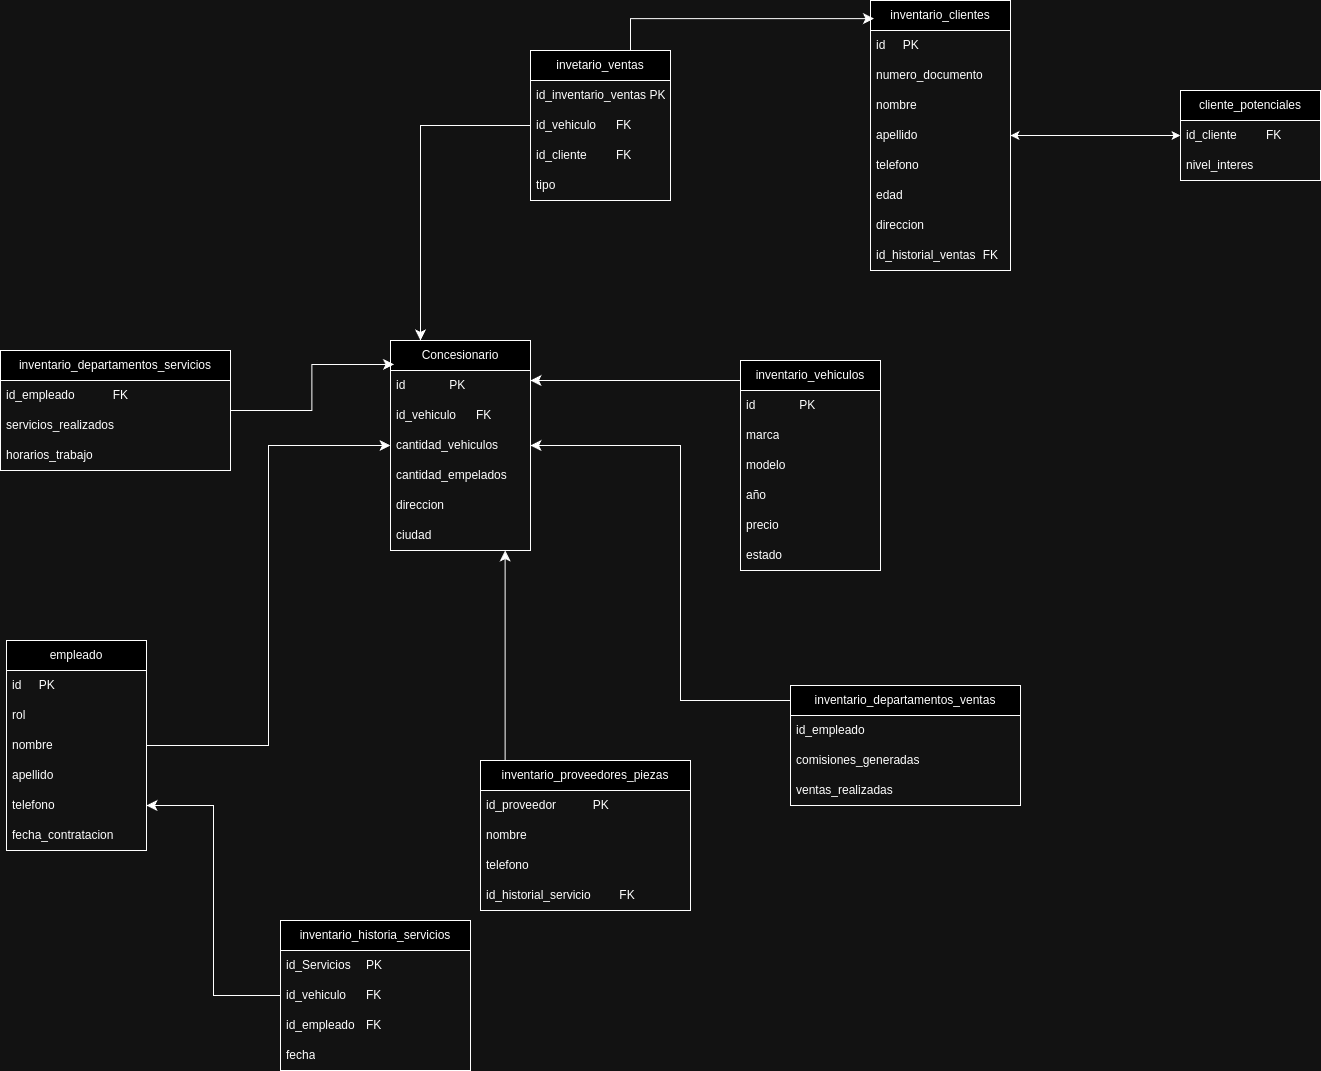 inventario_clientes
id PK
numero_documento
nombre
apellido
telefono
edad
direccion
id_historial_ventas FK
invetario_ventas
id_inventario_ventas PK
id_vehiculo FK
id_cliente FK
tipo
cliente_potenciales
id_cliente FK
nivel_interes
inventario_departamentos_servicios
id_empleado FK
servicios_realizados
horarios_trabajo
Concesionario
id PK
id_vehiculo FK
cantidad_vehiculos
cantidad_empelados
direccion
ciudad
inventario_vehiculos
id PK
marca
modelo
año
precio
estado
empleado
id PK
rol
nombre
apellido
telefono
fecha_contratacion
inventario_departamentos_ventas
id_empleado
comisiones_generadas
ventas_realizadas
inventario_proveedores_piezas
id_proveedor PK
nombre
telefono
id_historial_servicio FK
inventario_historia_servicios
id_Servicios PK
id_vehiculo FK
id_empleado FK
fecha